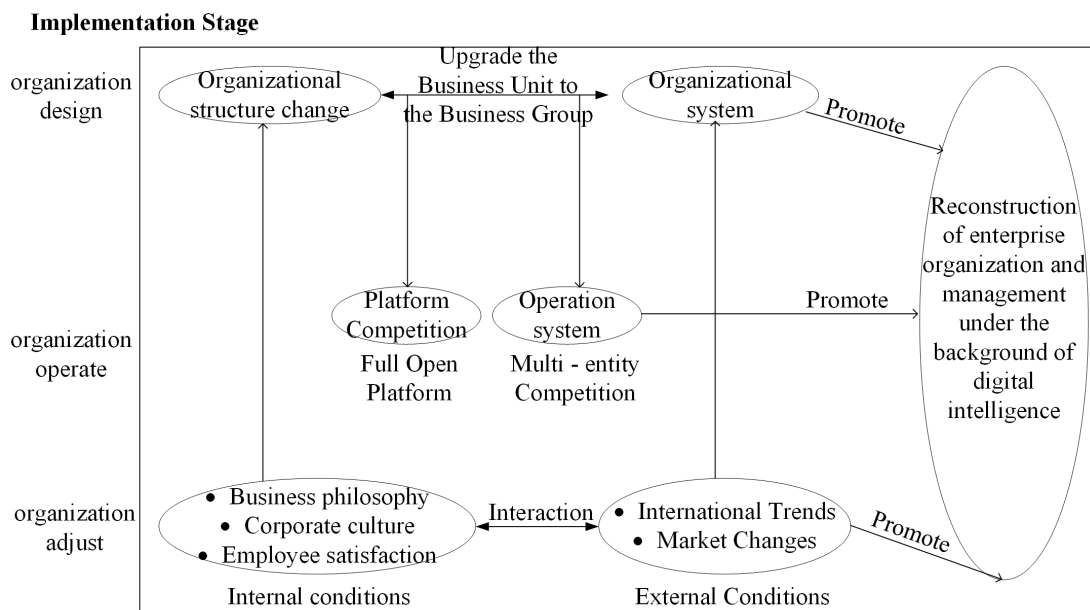 Implementation Stage
organization
design
Organizational
structure change
Upgrade the
Business Unit to
the Business Group
Organizational
system
Promote
Reconstruction
of enterprise
organization and
management
under the
background of
digital
intelligence
organization
operate
Platform
Competition
Full Open
Platform
Operation
system
Multi - entity
Competition
Promote
organization
adjust
● Business philosophy
● Corporate culture
● Employee satisfaction
Internal conditions
Interaction
● International Trends
● Market Changes
External Conditions
Promote